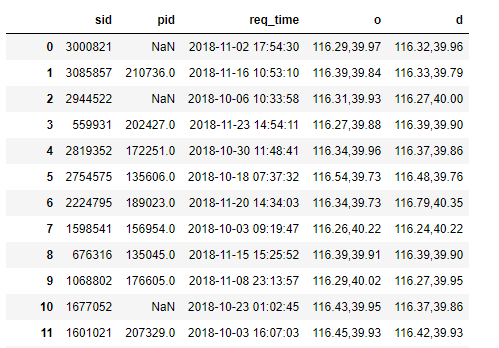 sid pid req_time o d
0 3000821 NaN 2018-11-02 17:54:30 116.29,39.97 116.32,39.96
1 3085857 210736.0 2018-11-16 10:53:10 116.39,39.84 116.33,39.79
2 2944522 NaN 2018-10-06 10:33:58 116.31,39.93 116.27,40.00
3 559931 202427.0 2018-11-23 14:54:11 116.27,39.88 116.39,39.90
4 2819352 172251.0 2018-10-30 11:48:41 116.34,39.96 116.37,39.86
5 2754575 135606.0 2018-10-18 07:37:32 116.54,39.73 116.48,39.76
6 2224795 189023.0 2018-11-20 14:34:03 116.34,39.73 116.79,40.35
7 1598541 156954.0 2018-10-03 09:19:47 116.26,40.22 116.24,40.22
8 676316 135045.0 2018-11-15 15:25:52 116.39,39.91 116.39,39.90
9 1068802 176605.0 2018-11-08 23:13:57 116.29,40.02 116.27,39.95
10 1677052 NaN 2018-10-23 01:02:45 116.43,39.95 116.37,39.86
11 1601021 207329.0 2018-10-03 16:07:03 116.45,39.93 116.42,39.93